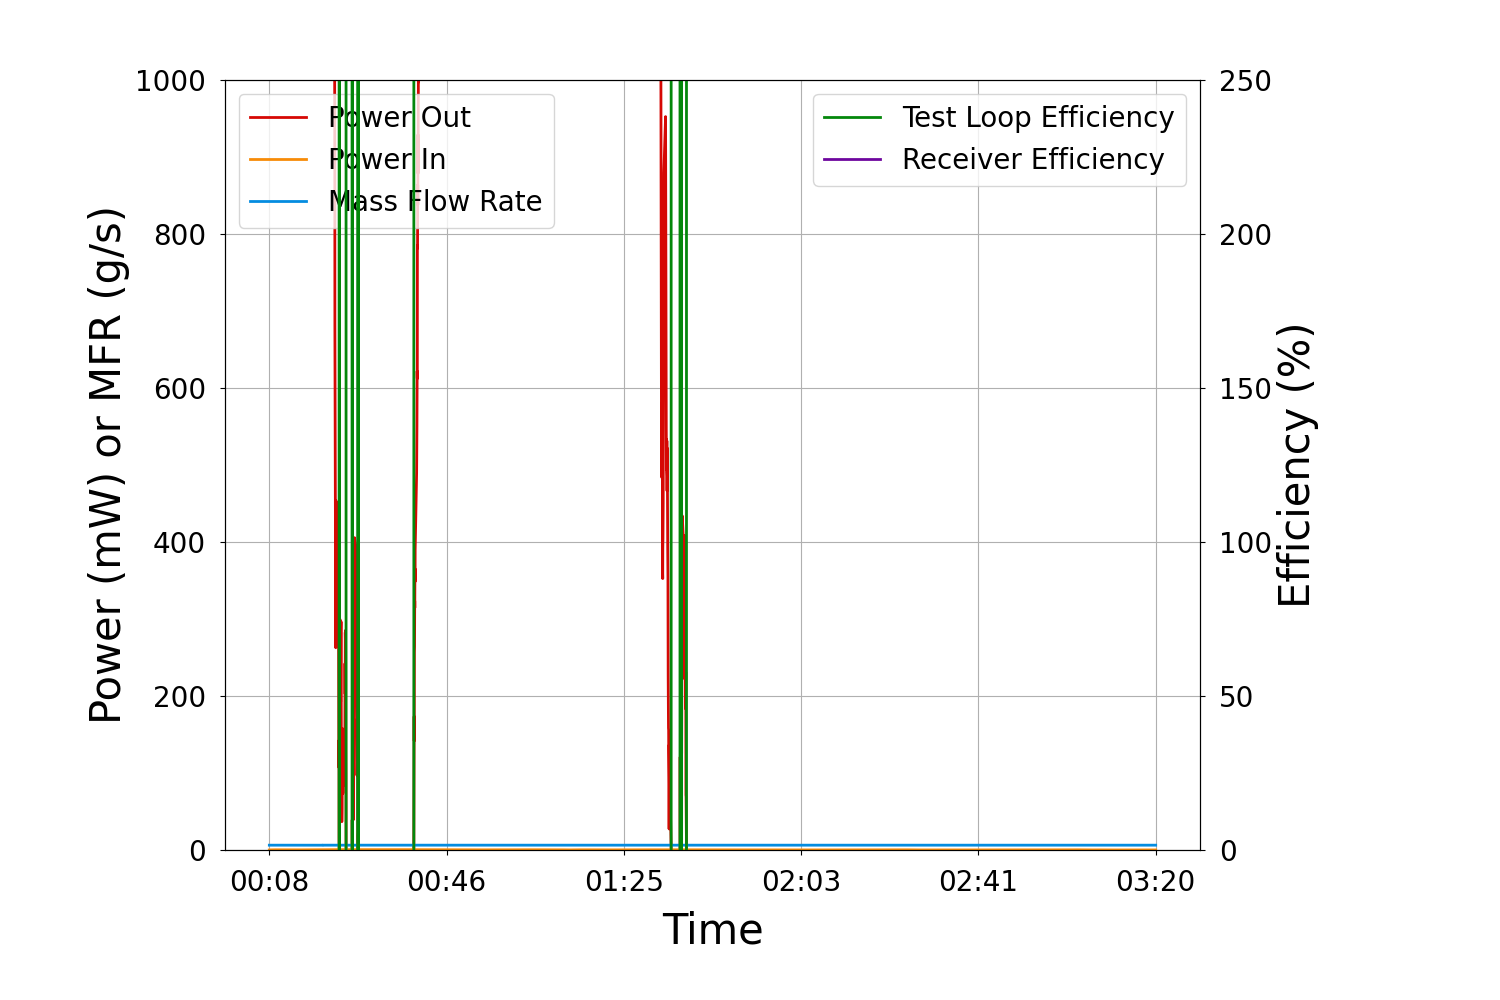 1000
800
600
400
200
0
Power (mW) or MFR (g/s)
Power Out
Power In
Mass Flow Rate
Test Loop Efficiency
Receiver Efficiency
250
200
150
100
50
0
Efficiency (%)
00:08 00:46 01:25 02:03 02:41 03:20
Time